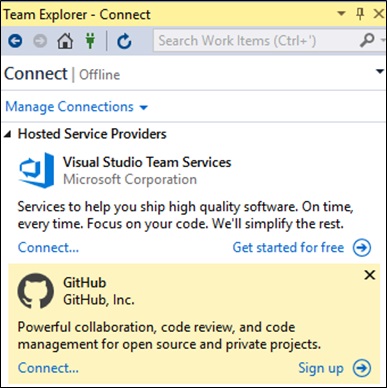 Team Explorer - Connect
Search Work Items (Ctrl+')
Connect | Offline
Manage Connections
Hosted Service Providers
Visual Studio Team Services
Microsoft Corporation
Services to help you ship high quality software. On time,
every time. Focus on your code. We'll simplify the rest.
Connect... Get started for free
GitHub
GitHub, Inc.
Powerful collaboration, code review, and code
management for open source and private projects.
Connect... Sign up